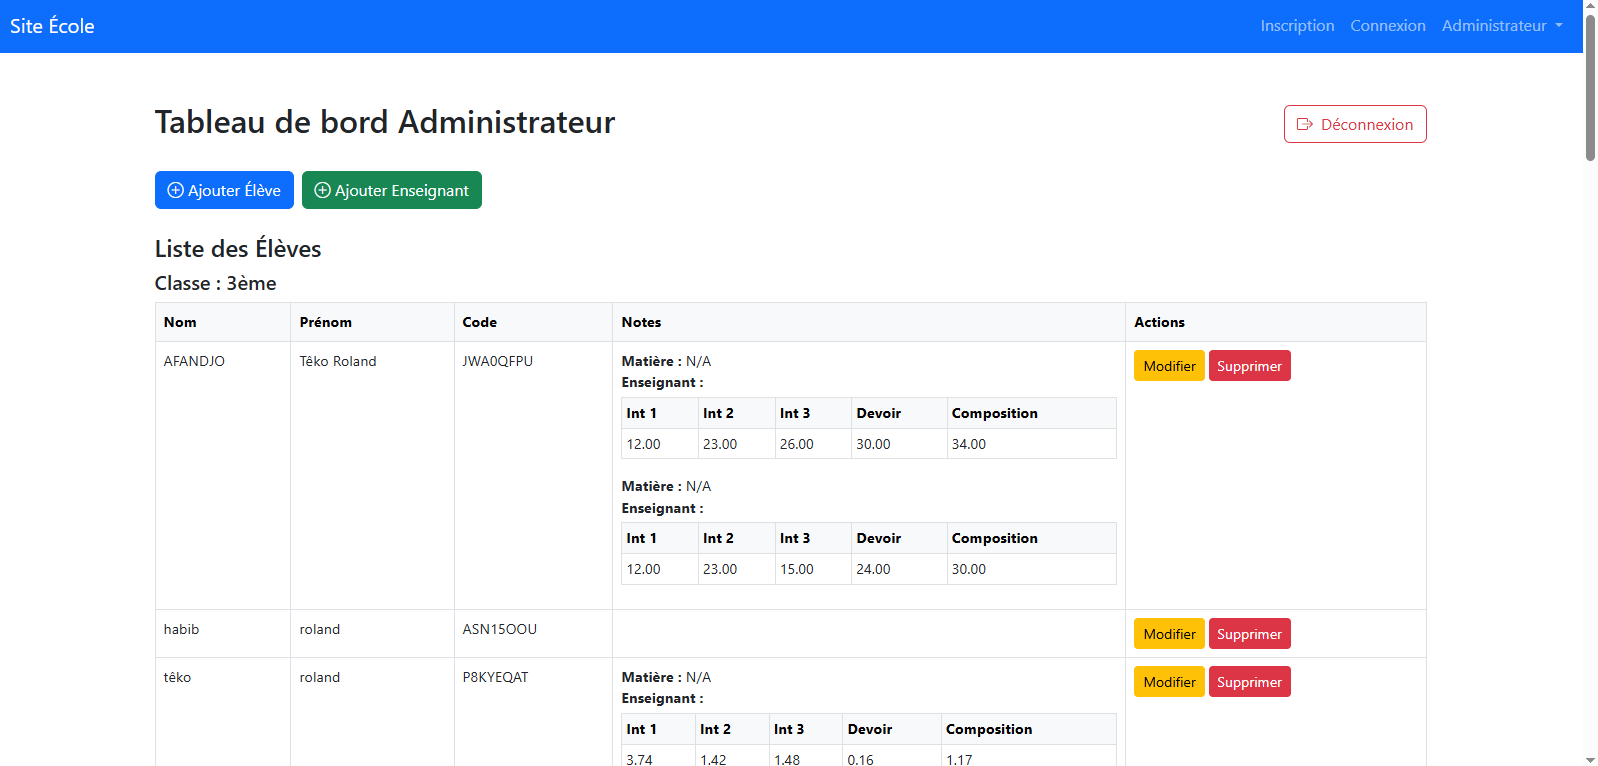 Site École
Inscription Connexion Administrateur
Tableau de bord Administrateur
Déconnexion
Ajouter Élève Ajouter Enseignant
Liste des Élèves
Classe : 3ème
Nom Prénom Code Notes Actions
AFANDJO Têko Roland JWA0QFPU Matière : N/A Modifier Supprimer
Enseignant :
Int 1 Int 2 Int 3 Devoir Composition
12.00 23.00 26.00 30.00 34.00
Matière : N/A
Enseignant :
Int 1 Int 2 Int 3 Devoir Composition
12.00 23.00 15.00 24.00 30.00
habib roland ASN15OOU Modifier Supprimer
têko roland P8KYEQAT Matière : N/A Modifier Supprimer
Enseignant :
Int 1 Int 2 Int 3 Devoir Composition
3.74 1.42 1.48 0.16 1.17